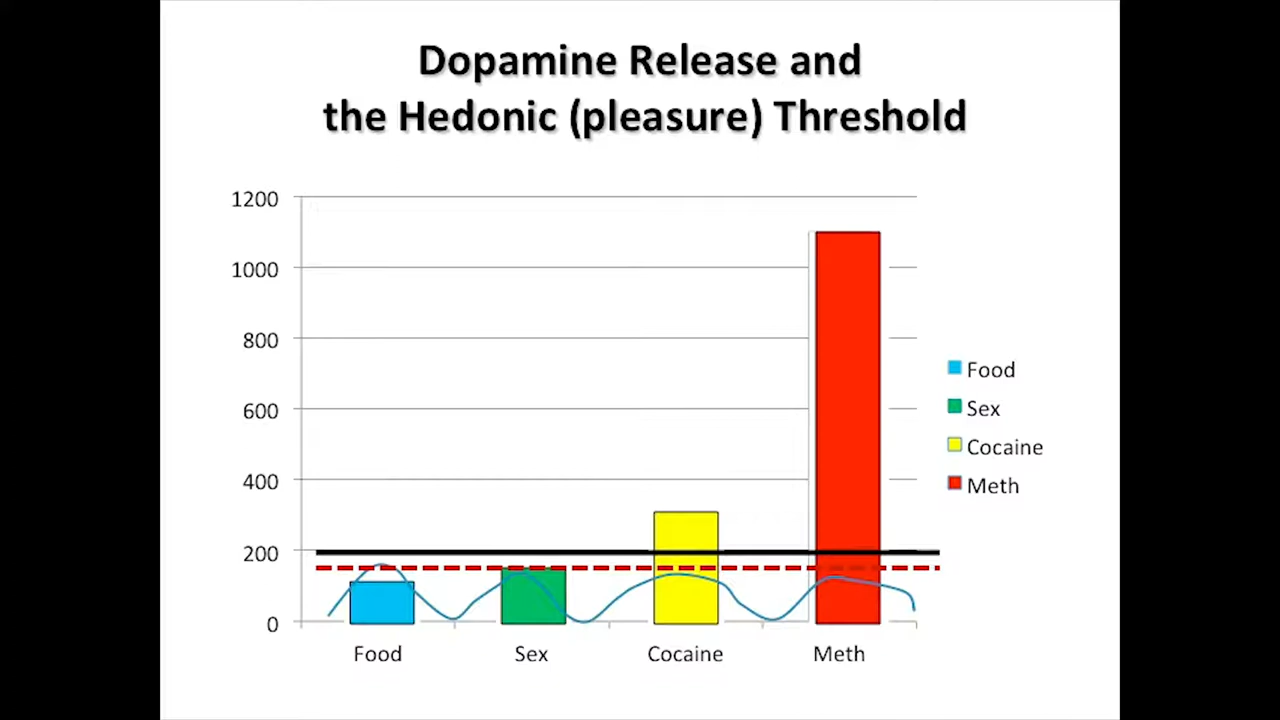 Dopamine Release and
the Hedonic (pleasure) Threshold
1200
1000
800
600
400
200
0
Food
Sex
Cocaine
Meth
Food
Sex
Cocaine
Meth